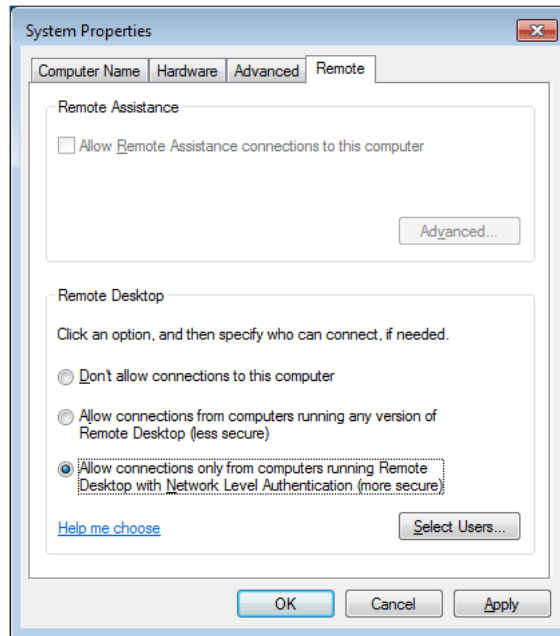 System Properties
Computer Name Hardware Advanced Remote
Remote Assistance
Allow Remote Assistance connections to this computer
Advanced...
Remote Desktop
Click an option, and then specify who can connect, if needed.
Don't allow connections to this computer
Allow connections from computers running any version of
Remote Desktop (less secure)
Allow connections only from computers running Remote
Desktop with Network Level Authentication (more secure)
Help me choose Select Users...
OK Cancel Apply